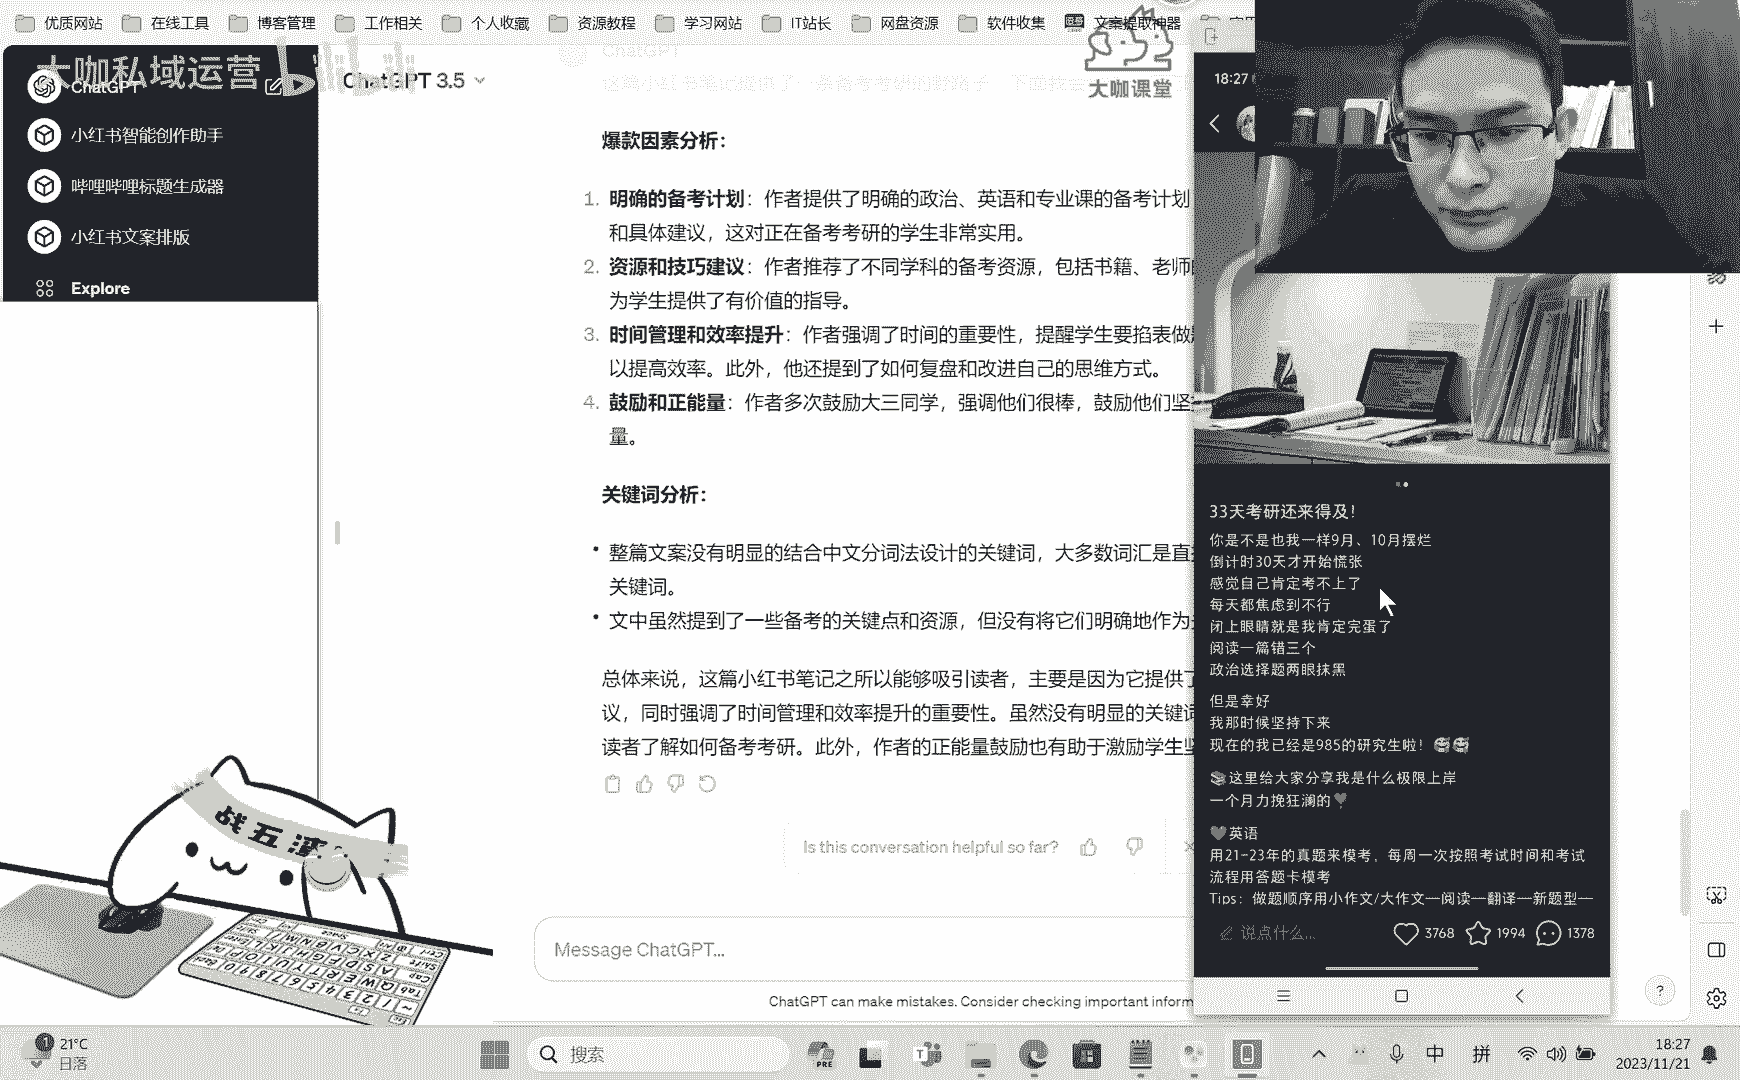 优质网站 在线工具 博客管理 工作相关 个人收藏 资源教程 学习网站 IT站长 网盘资源 软件收集 文案提取神器
大咖私域运营
ChatGPT
小红书智能创作助手
哔哩哔哩标题生成器
小红书文案排版
Explore
ChatGPT 3.5
ChatGPT
大咖课堂
爆款因素分析：
1. 明确的备考计划：作者提供了明确的政治、英语和专业课的备考计划
和具体建议，这对正在备考考研的学生非常实用。
2. 资源和技巧建议：作者推荐了不同学科的备考资源，包括书籍、老师
为学生提供了有价值的指导。
3. 时间管理和效率提升：作者强调了时间的重要性，提醒学生要掐表做
以提高效率。此外，他还提到了如何复盘和改进自己的思维方式。
4. 鼓励和正能量：作者多次鼓励大三同学，强调他们很棒，鼓励他们坚
量。
关键词分析：
• 整篇文案没有明显的结合中文分词法设计的关键词，大多数词汇是直
关键词。
• 文中虽然提到了一些备考的关键点和资源，但没有将它们明确地作为
总体来说，这篇小红书笔记之所以能够吸引读者，主要是因为它提供了
议，同时强调了时间管理和效率提升的重要性。虽然没有明显的关键词
读者了解如何备考考研。此外，作者的正能量鼓励也有助于激励学生坚
Is this conversation helpful so far?
Message ChatGPT…
ChatGPT can make mistakes. Consider checking important inform
18:27
33天考研还来得及！
你是不是也我一样9月、10月摆烂
倒计时30天才开始慌张
感觉自己肯定考不上了
每天都焦虑到不行
闭上眼睛就是我肯定完蛋了
阅读一篇错三个
政治选择题两眼抹黑
但是幸好
我那时候坚持下来
现在的我已经是985的研究生啦！🥰🥰
📚这里给大家分享我是什么极限上岸
一个月力挽狂澜的
英语
用21-23年的真题来模考，每周一次按照考试时间和考试
流程用答题卡模考
Tips：做题顺序用小作文/大作文—阅读—翻译—新题型—
说点什么... 3768 1994 1378
战五渣
?
1 21°C
日落
搜索
PRE
中 拼
18:27
2023/11/21